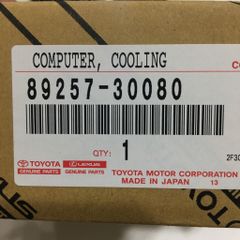 COMPUTER, COOLING
89257-30080
QTY:
1
TOYOTA LEXUS TOYOTA MOTOR CORPORATION
GENUINE PARTS GENUINE PARTS MADE IN JAPAN 13